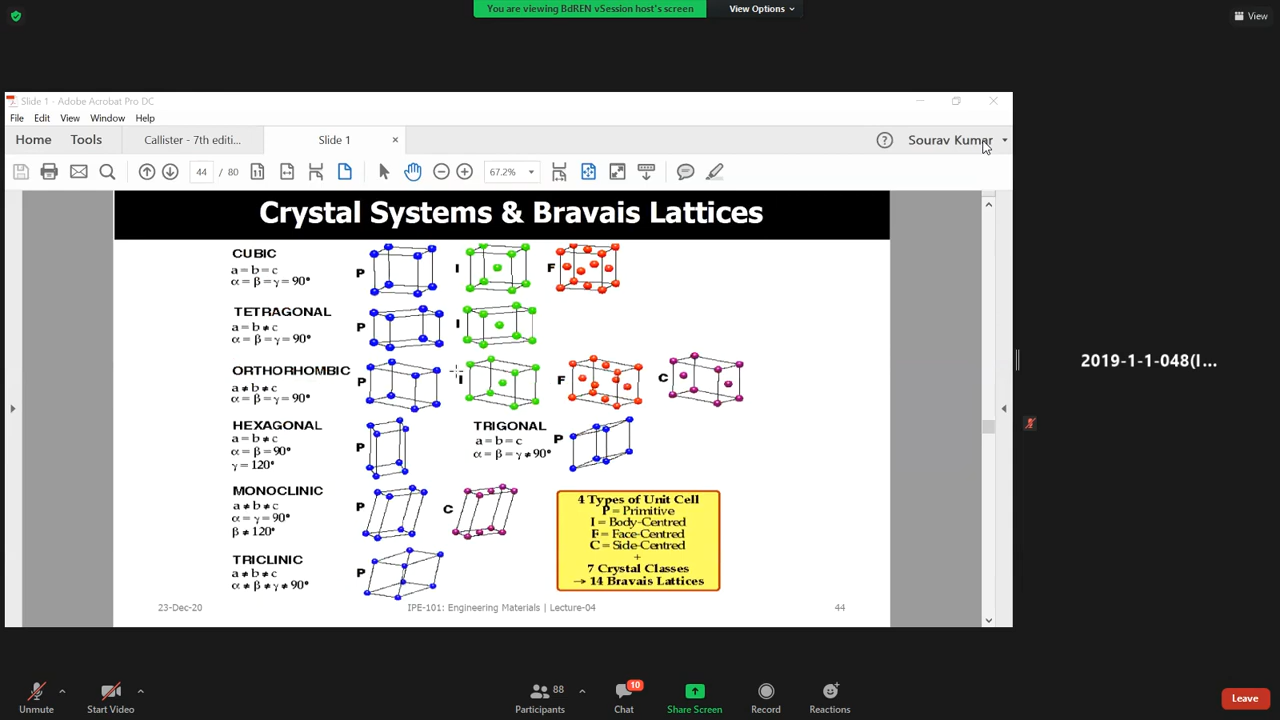 You are viewing BdREN vSession host's screen
View Options
View
Slide 1 - Adobe Acrobat Pro DC
File Edit View Window Help
Home Tools Callister - 7th editi... Slide 1 × ? Sourav Kumar
44 / 80 67.2%
Crystal Systems & Bravais Lattices
CUBIC
a = b = c
α = β = γ = 90°
P I F
TETRAGONAL
a = b ≠ c
α = β = γ = 90°
P I
ORTHORHOMBIC
a ≠ b ≠ c
α = β = γ = 90°
P I F C
HEXAGONAL
a = b ≠ c
α = β = 90°
γ = 120°
P
TRIGONAL
a = b = c
α = β = γ ≠ 90°
P
MONOCLINIC
a ≠ b ≠ c
α = γ = 90°
β ≠ 120°
P C
4 Types of Unit Cell
P = Primitive
I = Body-Centred
F = Face-Centred
C = Side-Centred
+
7 Crystal Classes
→ 14 Bravais Lattices
TRICLINIC
a ≠ b ≠ c
α ≠ β ≠ γ ≠ 90°
P
23-Dec-20 IPE-101: Engineering Materials | Lecture-04 44
2019-1-1-048(I...
Unmute Start Video Participants 88 Chat 10 Share Screen Record Reactions Leave